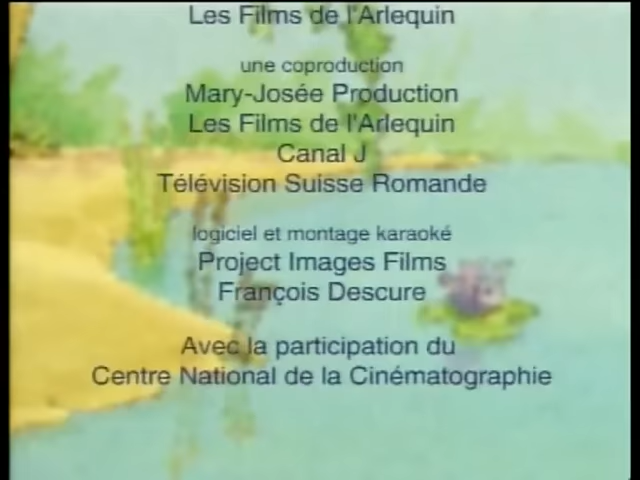 Les Films de l'Arlequin
une coproduction
Mary-Josée Production
Les Films de l'Arlequin
Canal J
Télévision Suisse Romande
logiciel et montage karaoké
Project Images Films
François Descure
Avec la participation du
Centre National de la Cinématographie